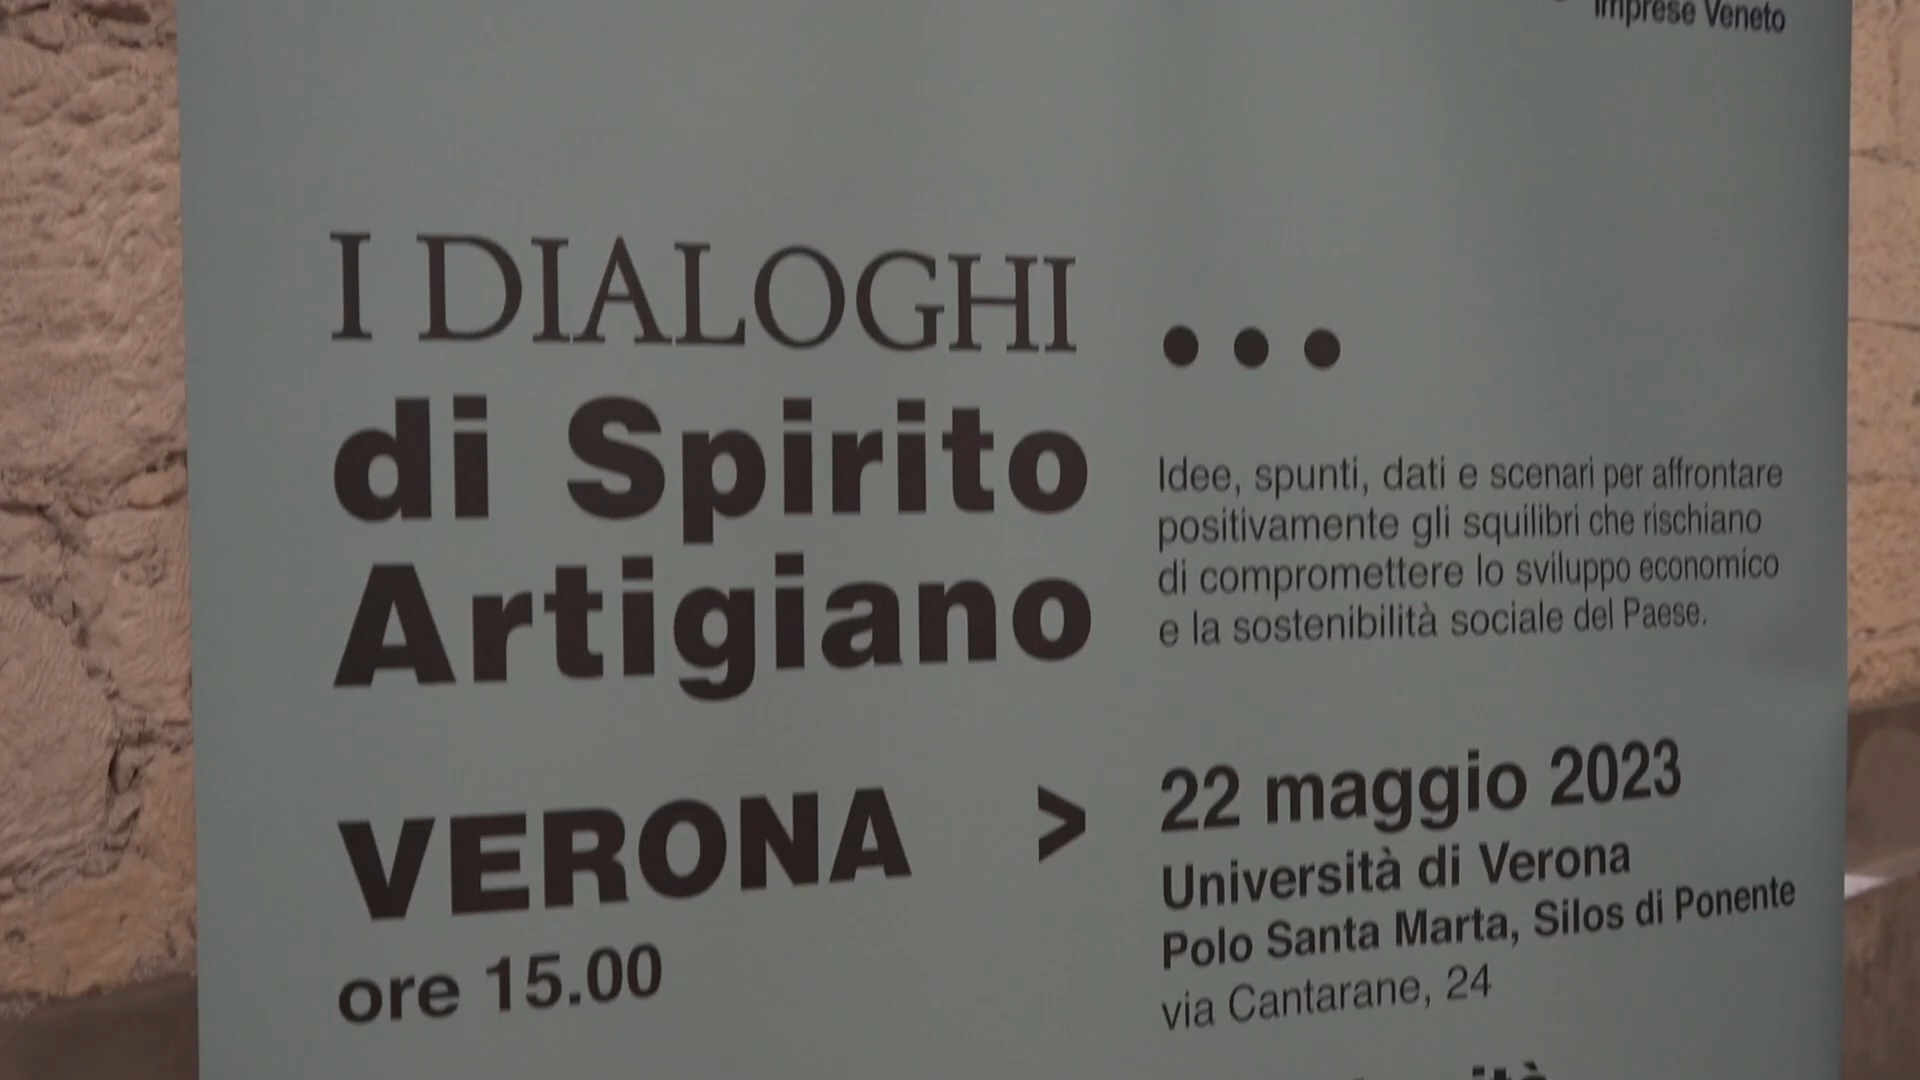 Imprese Veneto
I DIALOGHI
di Spirito
Artigiano
...
Idee, spunti, dati e scenari per affrontare
positivamente gli squilibri che rischiano
di compromettere lo sviluppo economico
e la sostenibilità sociale del Paese.
VERONA >
ore 15.00
22 maggio 2023
Università di Verona
Polo Santa Marta, Silos di Ponente
via Cantarane, 24